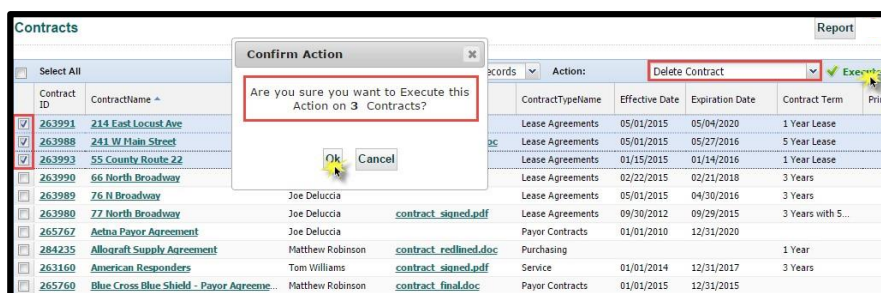 Contracts
Report
Select All
ecords
Action:
Delete Contract
Execute
Confirm Action
Are you sure you want to Execute this
Action on 3 Contracts?
Ok Cancel
Contract ID ContractName ContractTypeName Effective Date Expiration Date Contract Term Pri
263991 214 East Locust Ave Lease Agreements 05/01/2015 05/04/2020 1 Year Lease
263988 241 W Main Street oc Lease Agreements 05/01/2015 05/27/2016 5 Year Lease
263993 55 County Route 22 Lease Agreements 01/15/2015 01/14/2016 1 Year Lease
263990 66 North Broadway Lease Agreements 02/22/2015 02/21/2018 3 Years
263989 76 N Broadway Joe Deluccia Lease Agreements 05/01/2015 04/30/2016 3 Years
263980 77 North Broadway Joe Deluccia contract_signed.pdf Lease Agreements 09/30/2012 09/29/2015 3 Years with 5...
265767 Aetna Payor Agreement Joe Deluccia Payor Contracts 01/01/2010 12/31/2020
284235 Allograft Supply Agreement Matthew Robinson contract_redlined.doc Purchasing 1 Year
263160 American Responders Tom Williams contract_signed.pdf Service 01/01/2014 12/31/2017 3 Years
265760 Blue Cross Blue Shield - Payor Agreeme... Matthew Robinson contract_final.doc Payor Contracts 01/01/2015 12/31/2015